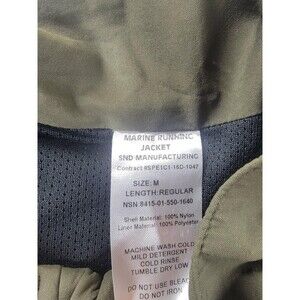 MARINE RUNNING
JACKET
SND MANUFACTURING
Contract #SPE1C1-16D-1047
SIZE: M
LENGTH: REGULAR
NSN: 8415-01-550-1640
Shell Material: 100% Nylon
Liner Material: 100% Polyester
MACHINE WASH COLD
MILD DETERGENT
COLD RINSE
TUMBLE DRY LOW
DO NOT USE BLEACH
DO NOT IRON